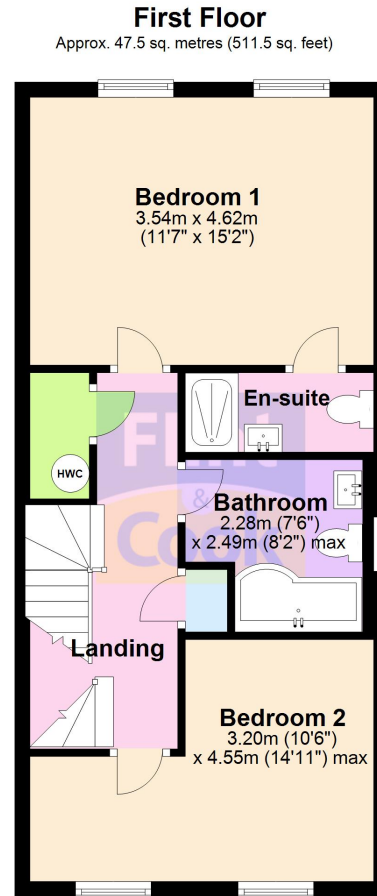 First Floor
Approx. 47.5 sq. metres (511.5 sq. feet)
Bedroom 1
3.54m x 4.62m
(11'7" x 15'2")
En-suite
HWC
Flint
&
Cook
Bathroom
2.28m (7'6")
x 2.49m (8'2") max
Landing
Bedroom 2
3.20m (10'6")
x 4.55m (14'11") max